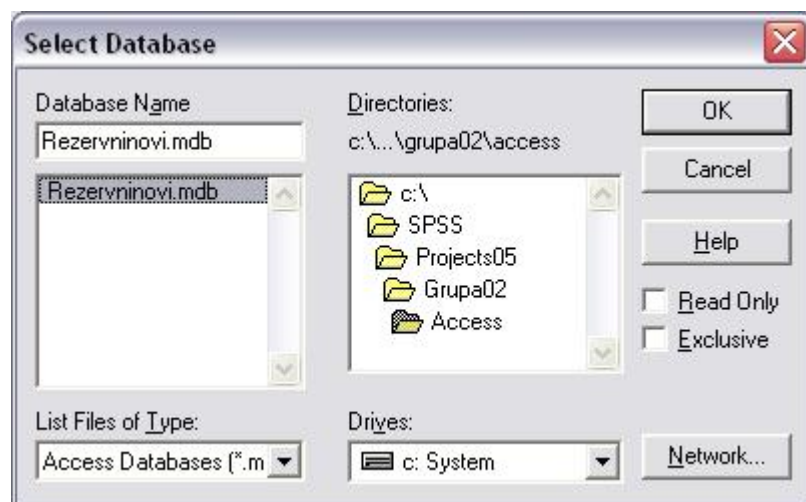 Select Database
Database Name
Rezervninovi.mdb
Rezervninovi.mdb
List Files of Type:
Access Databases (*.m
Directories:
c:\...\grupa02\access
c:\
SPSS
Projects05
Grupa02
Access
Drives:
c: System
OK
Cancel
Help
Read Only
Exclusive
Network...